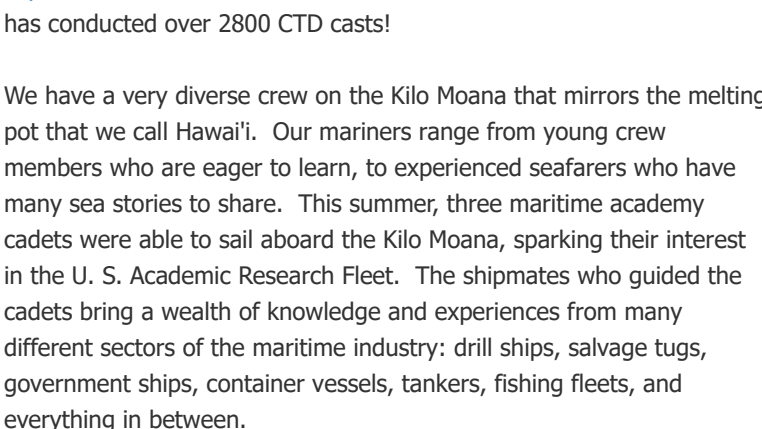 has conducted over 2800 CTD casts!
We have a very diverse crew on the Kilo Moana that mirrors the melting
pot that we call Hawai'i.  Our mariners range from young crew
members who are eager to learn, to experienced seafarers who have
many sea stories to share.  This summer, three maritime academy
cadets were able to sail aboard the Kilo Moana, sparking their interest
in the U. S. Academic Research Fleet.  The shipmates who guided the
cadets bring a wealth of knowledge and experiences from many
different sectors of the maritime industry: drill ships, salvage tugs,
government ships, container vessels, tankers, fishing fleets, and
everything in between.